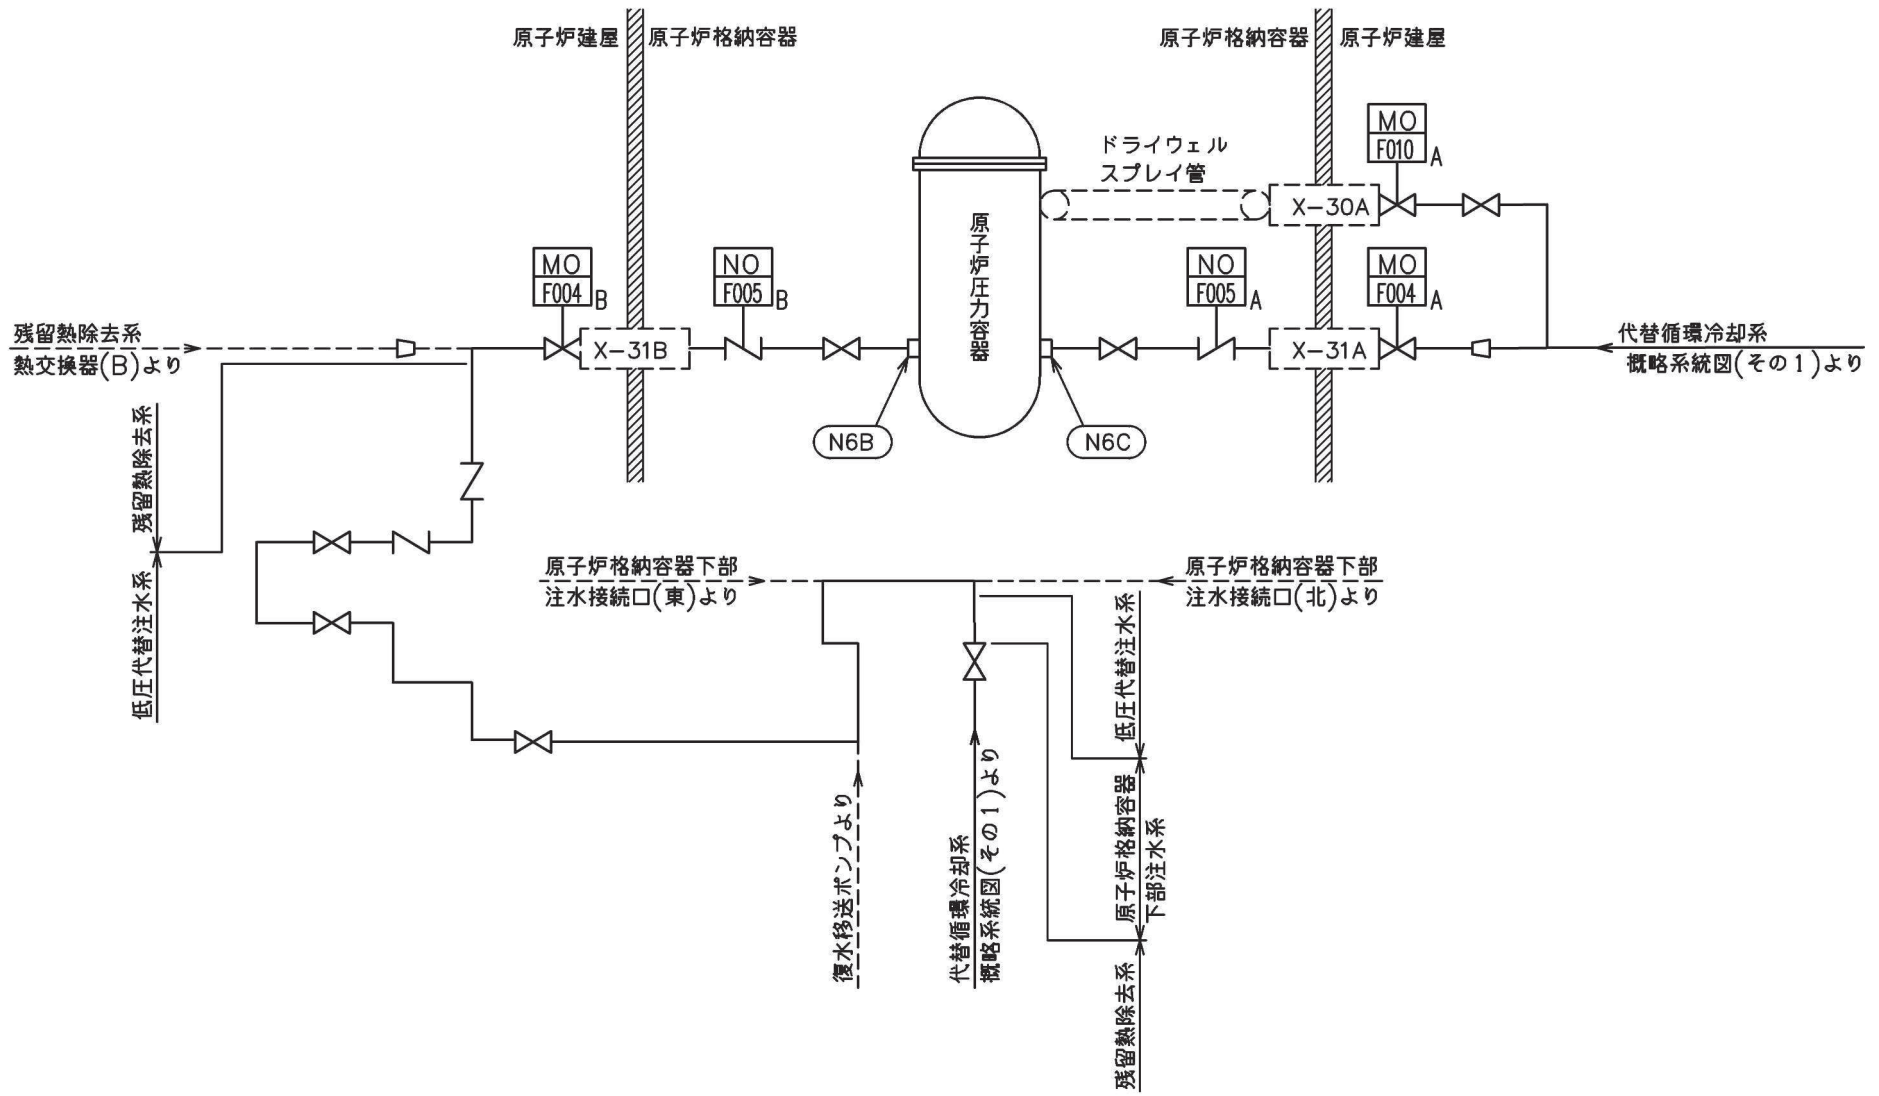 原子炉建屋
原子炉格納容器
原子炉格納容器
原子炉建屋
MO
F010
A
ドライウェル
スプレイ管
X-30A
原子炉圧力容器
MO
F004
B
NO
F005
B
NO
F005
A
MO
F004
A
残留熱除去系
熱交換器(B)より
X-31B
X-31A
代替循環冷却系
概略系統図(その1)より
N6B
N6C
残留熱除去系
低圧代替注水系
原子炉格納容器下部
注水接続口(東)より
原子炉格納容器下部
注水接続口(北)より
低圧代替注水系
原子炉格納容器
下部注水系
残留熱除去系
復水移送ポンプより
代替循環冷却系
概略系統図(その1)より